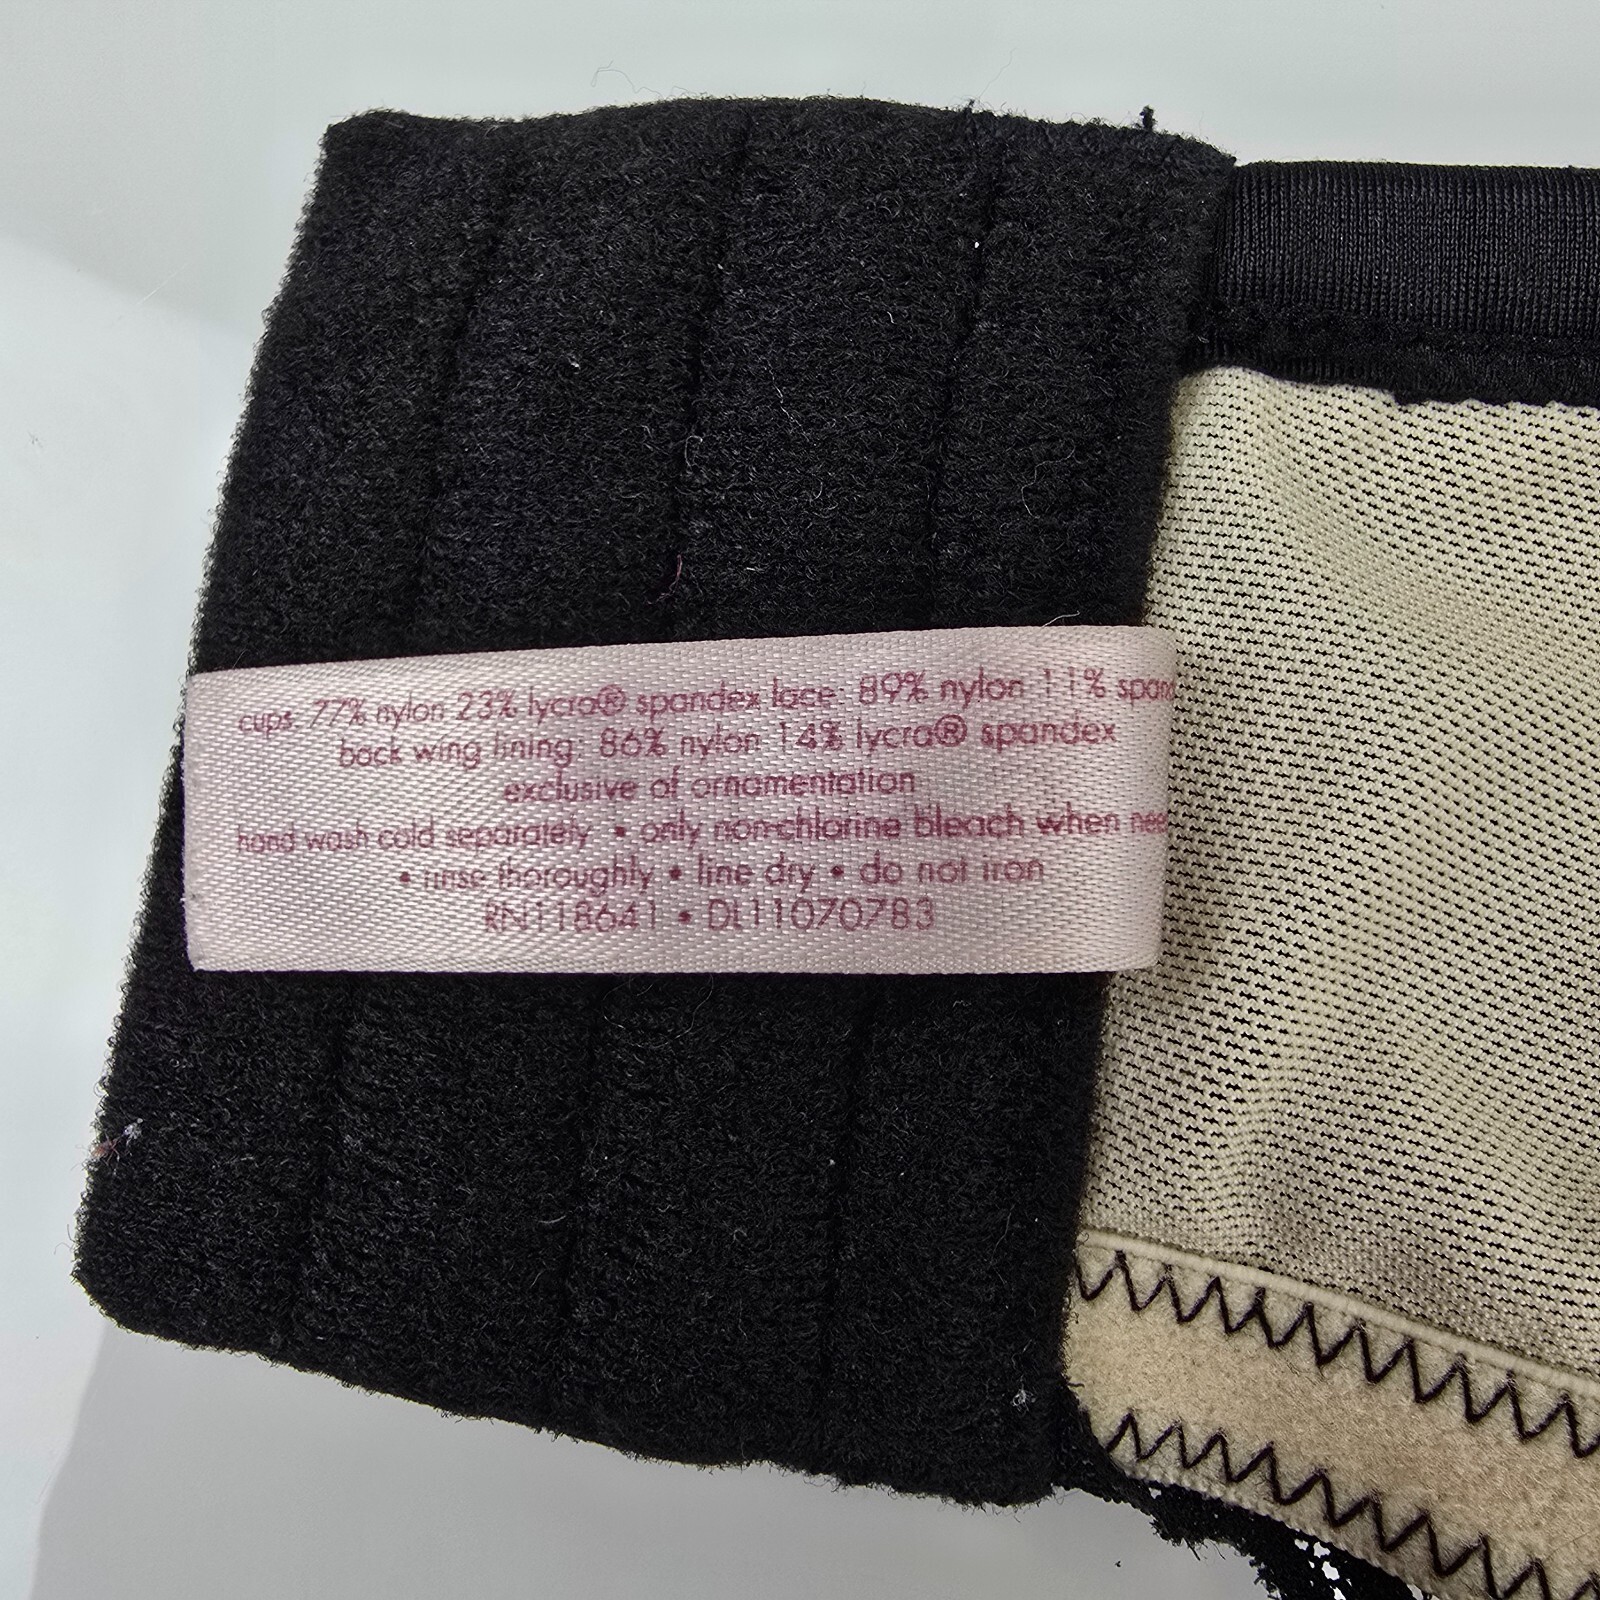 cups: 77% nylon 23% lycra® spandex lace: 89% nylon 11% spand
back wing lining: 86% nylon 14% lycra® spandex
exclusive of ornamentation
hand wash cold separately • only non-chlorine bleach when nee
• rinse thoroughly • line dry • do not iron
RN118641 • DL11070783